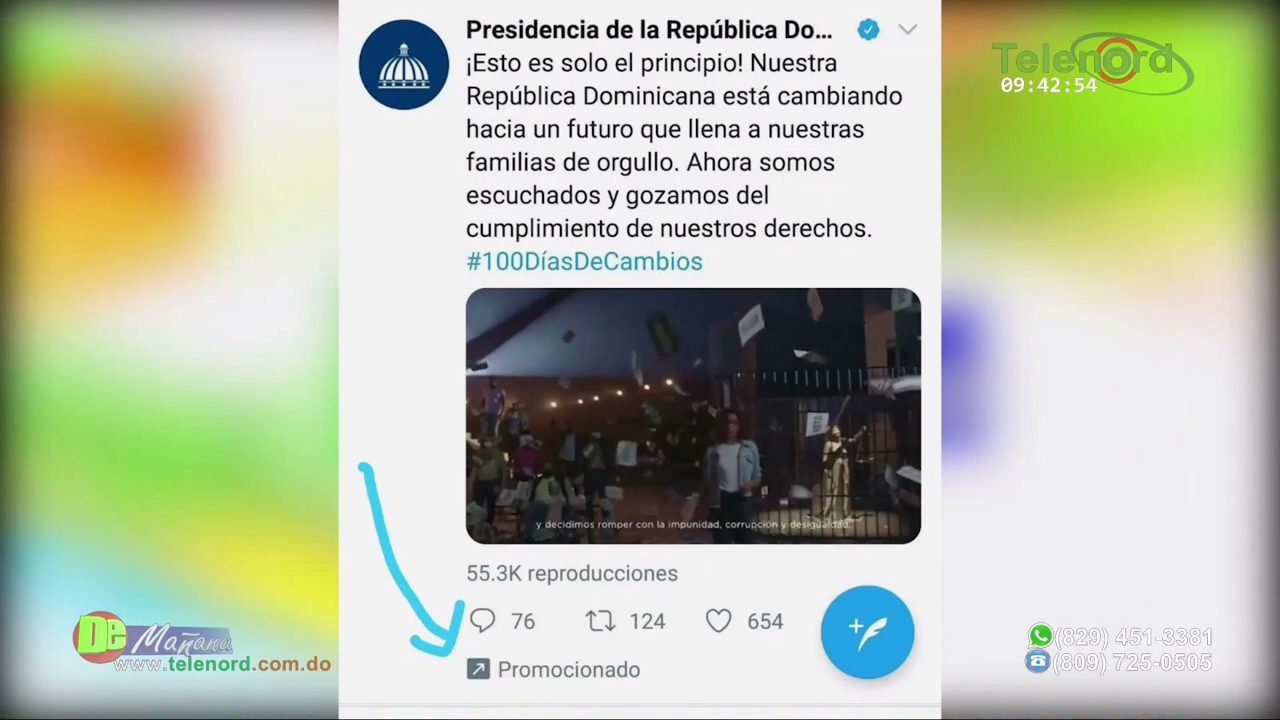 Presidencia de la República Do...
¡Esto es solo el principio! Nuestra
República Dominicana está cambiando
hacia un futuro que llena a nuestras
familias de orgullo. Ahora somos
escuchados y gozamos del
cumplimiento de nuestros derechos.
#100DíasDeCambios
y decidimos romper con la impunidad, corrupción y desigualdad.
55.3K reproducciones
76 124 654
Promocionado
Telenord
09:42:54
De Mañana
www.telenord.com.do
(829) 451-3381
(809) 725-0505